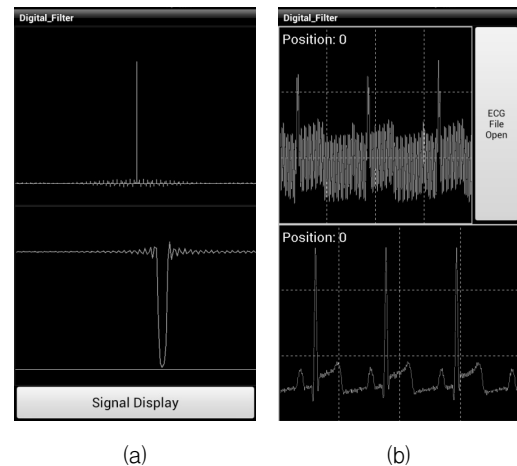 Digital_Filter
Signal Display
(a)
Digital_Filter
Position: 0
ECG
File
Open
Position: 0
(b)